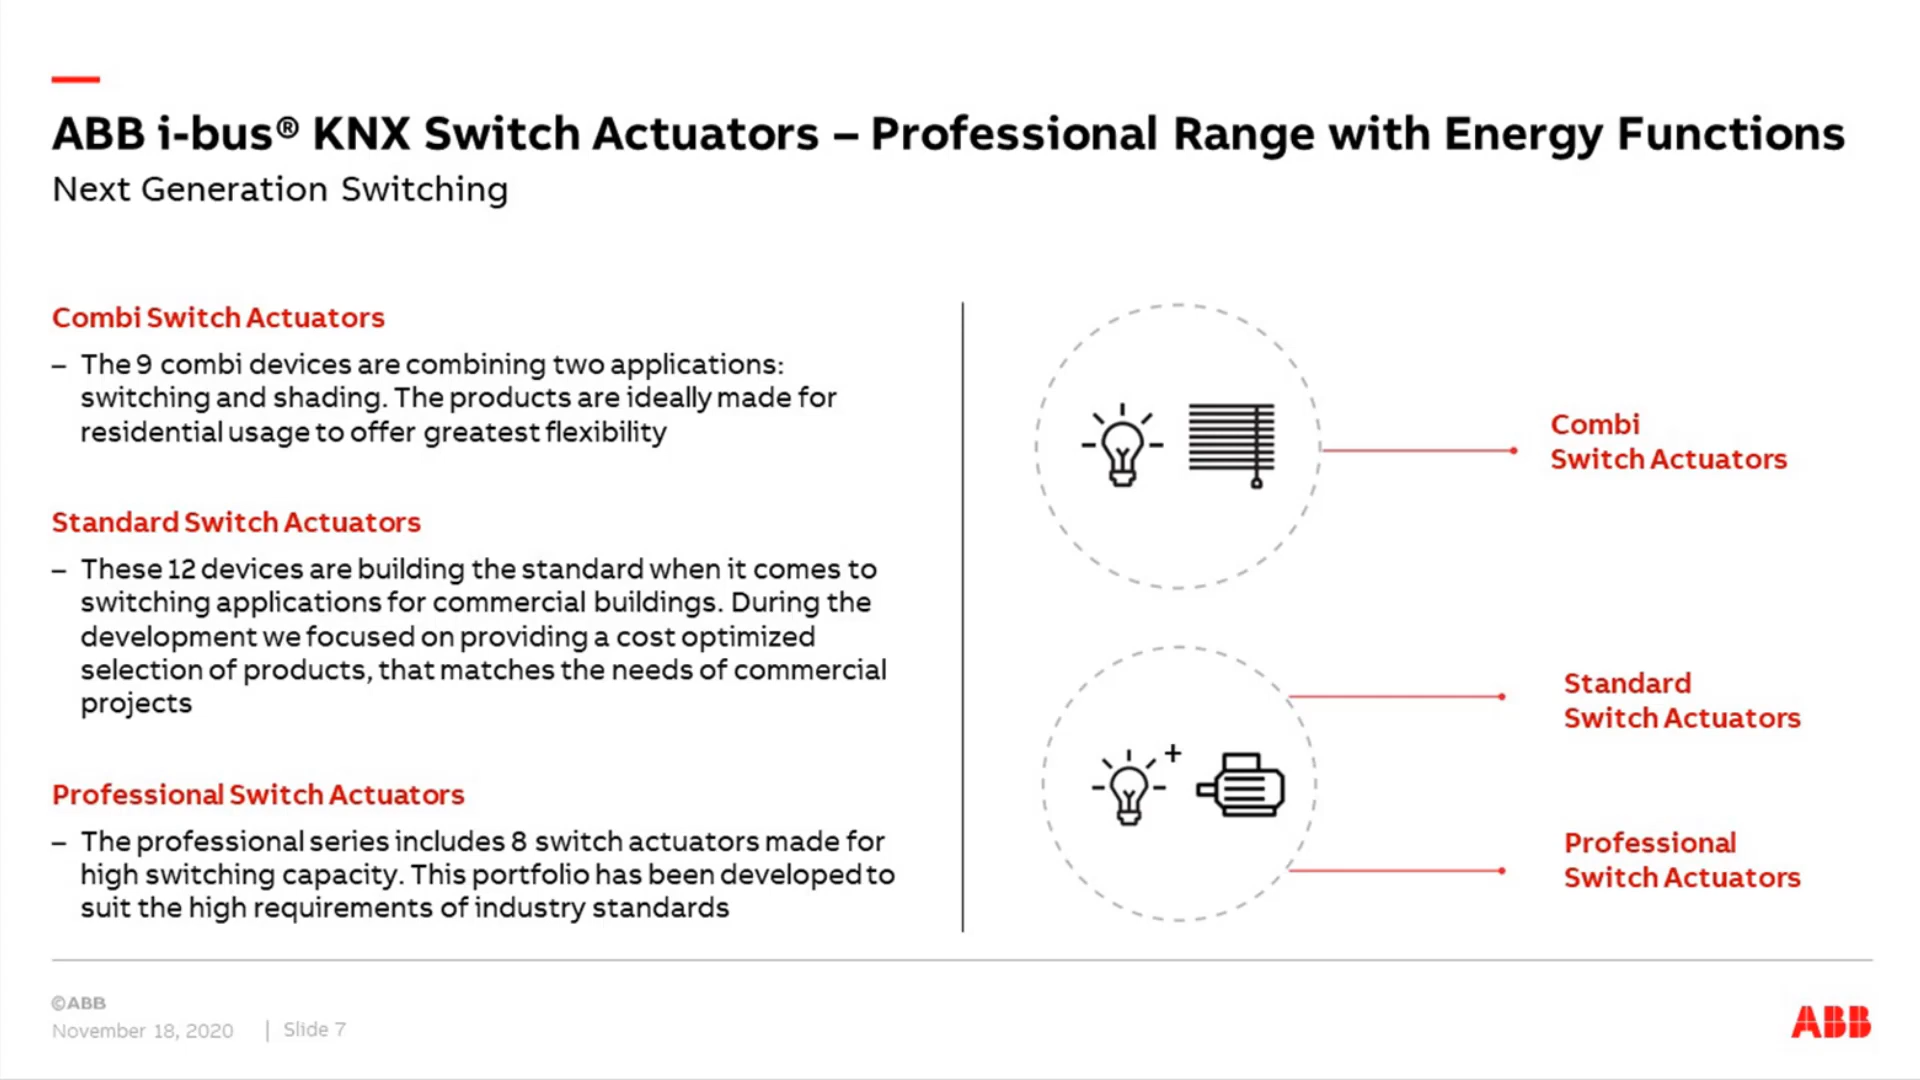 ABB i-bus® KNX Switch Actuators – Professional Range with Energy Functions
Next Generation Switching
Combi Switch Actuators
– The 9 combi devices are combining two applications:
switching and shading. The products are ideally made for
residential usage to offer greatest flexibility
Standard Switch Actuators
– These 12 devices are building the standard when it comes to
switching applications for commercial buildings. During the
development we focused on providing a cost optimized
selection of products, that matches the needs of commercial
projects
Professional Switch Actuators
– The professional series includes 8 switch actuators made for
high switching capacity. This portfolio has been developed to
suit the high requirements of industry standards
Combi
Switch Actuators
+
Standard
Switch Actuators
Professional
Switch Actuators
©ABB
November 18, 2020 | Slide 7
ABB